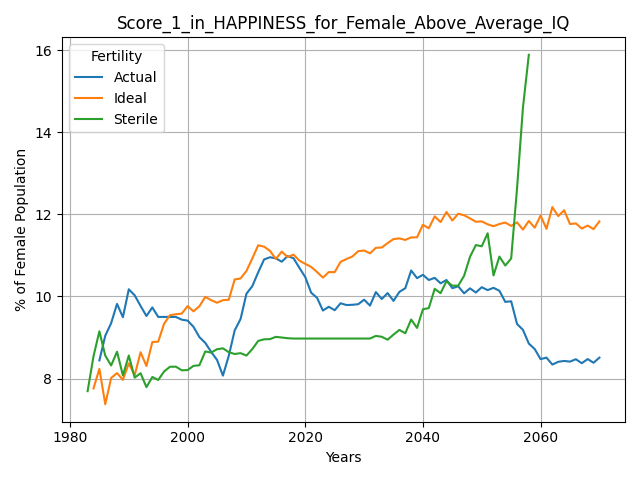 Score_1_in_HAPPINESS_for_Female_Above_Average_IQ
Fertility
Actual
Ideal
Sterile
% of Female Population
16
14
12
10
8
1980
2000
2020
2040
2060
Years